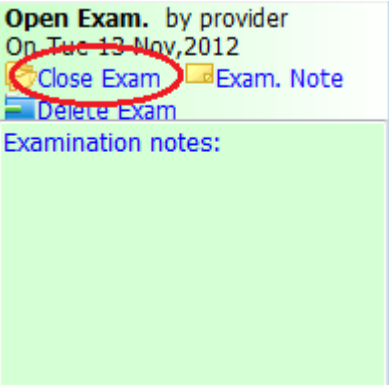 Open Exam. by provider
On Tue 13 Nov,2012
Close Exam Exam. Note
Delete Exam
Examination notes: